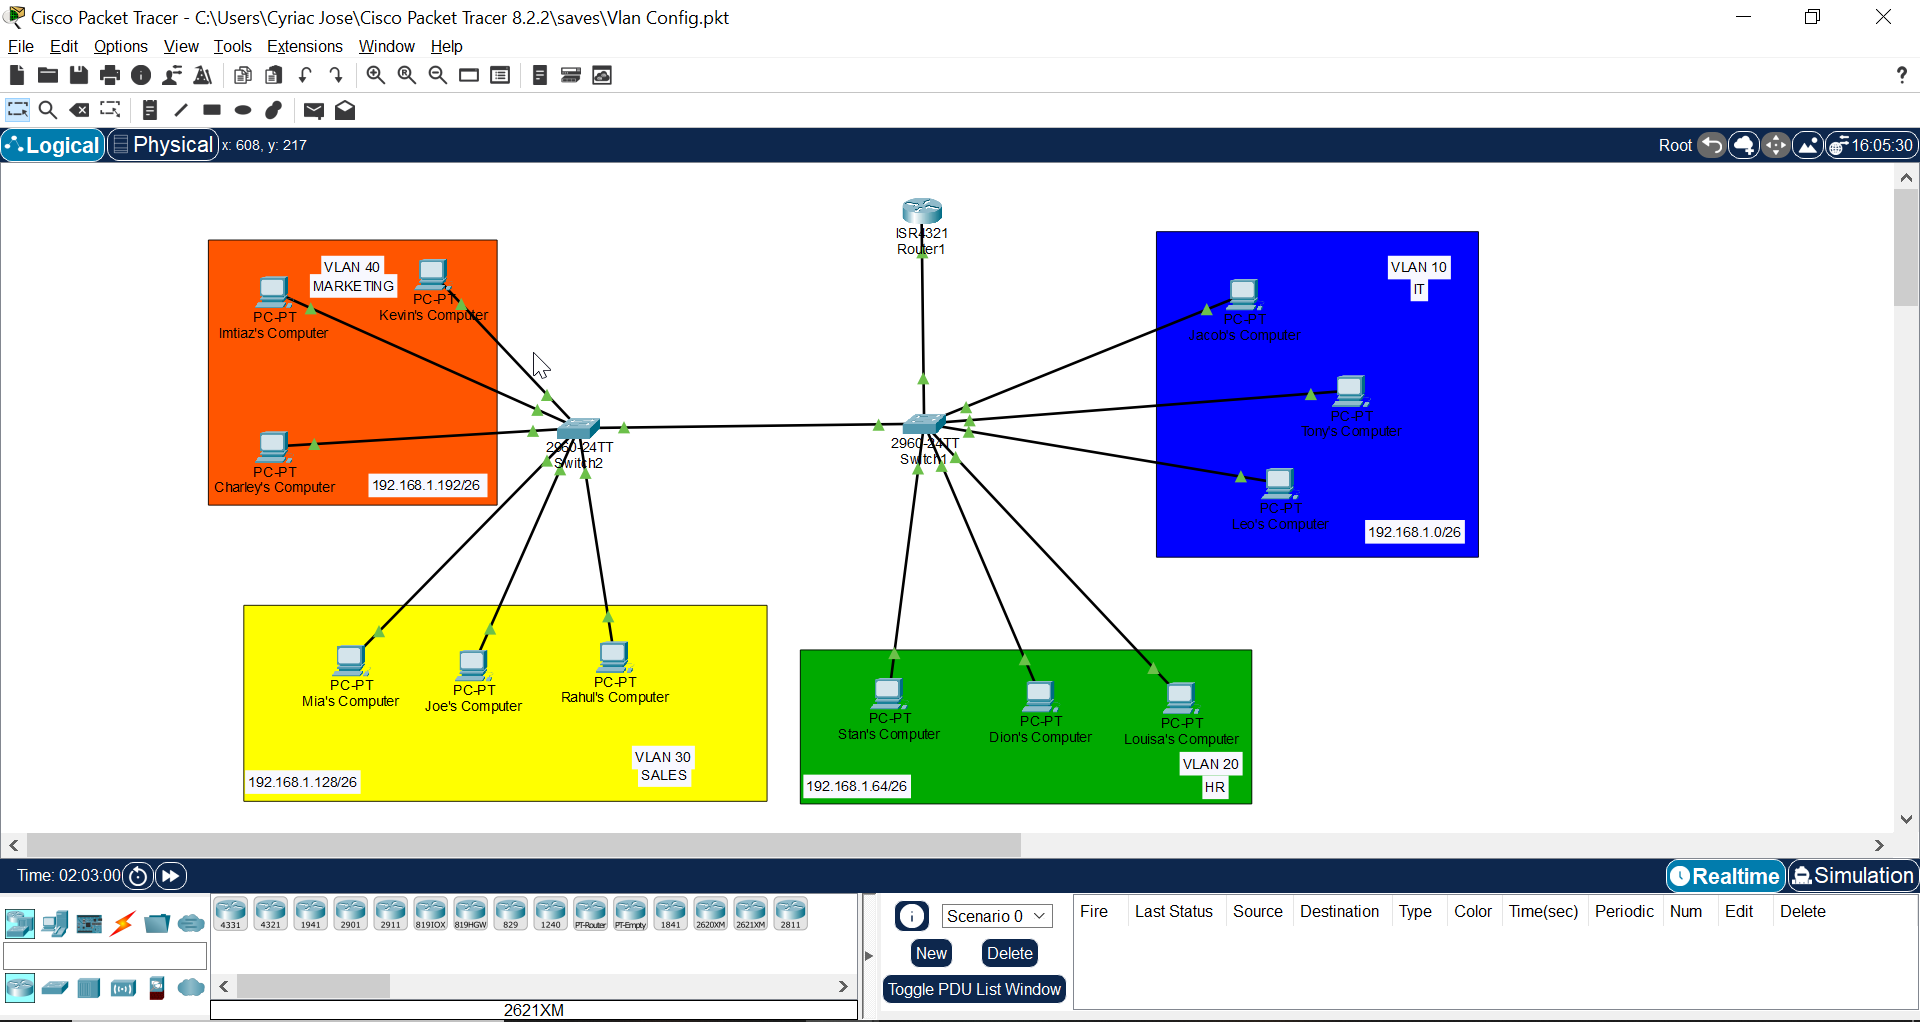 Cisco Packet Tracer - C:\Users\Cyriac Jose\Cisco Packet Tracer 8.2.2\saves\Vlan Config.pkt
File Edit Options View Tools Extensions Window Help
?
Logical Physical x: 608, y: 217
Root 16:05:30
ISR4321
Router1
VLAN 40
MARKETING
PC-PT
Imtiaz's Computer
PC-PT
Kevin's Computer
PC-PT
Charley's Computer
192.168.1.192/26
2960-24TT
Switch2
2960-24TT
Switch1
VLAN 10
IT
PC-PT
Jacob's Computer
PC-PT
Tony's Computer
PC-PT
Leo's Computer
192.168.1.0/26
PC-PT
Mia's Computer
PC-PT
Joe's Computer
PC-PT
Rahul's Computer
VLAN 30
SALES
192.168.1.128/26
PC-PT
Stan's Computer
PC-PT
Dion's Computer
PC-PT
Louisa's Computer
VLAN 20
HR
192.168.1.64/26
Time: 02:03:00
Realtime Simulation
4331 4321 1941 2901 2911 819IOX 819HGW 829 1240 PT-Router PT-Empty 1841 2620XM 2621XM 2811
2621XM
Scenario 0
New Delete
Toggle PDU List Window
Fire Last Status Source Destination Type Color Time(sec) Periodic Num Edit Delete